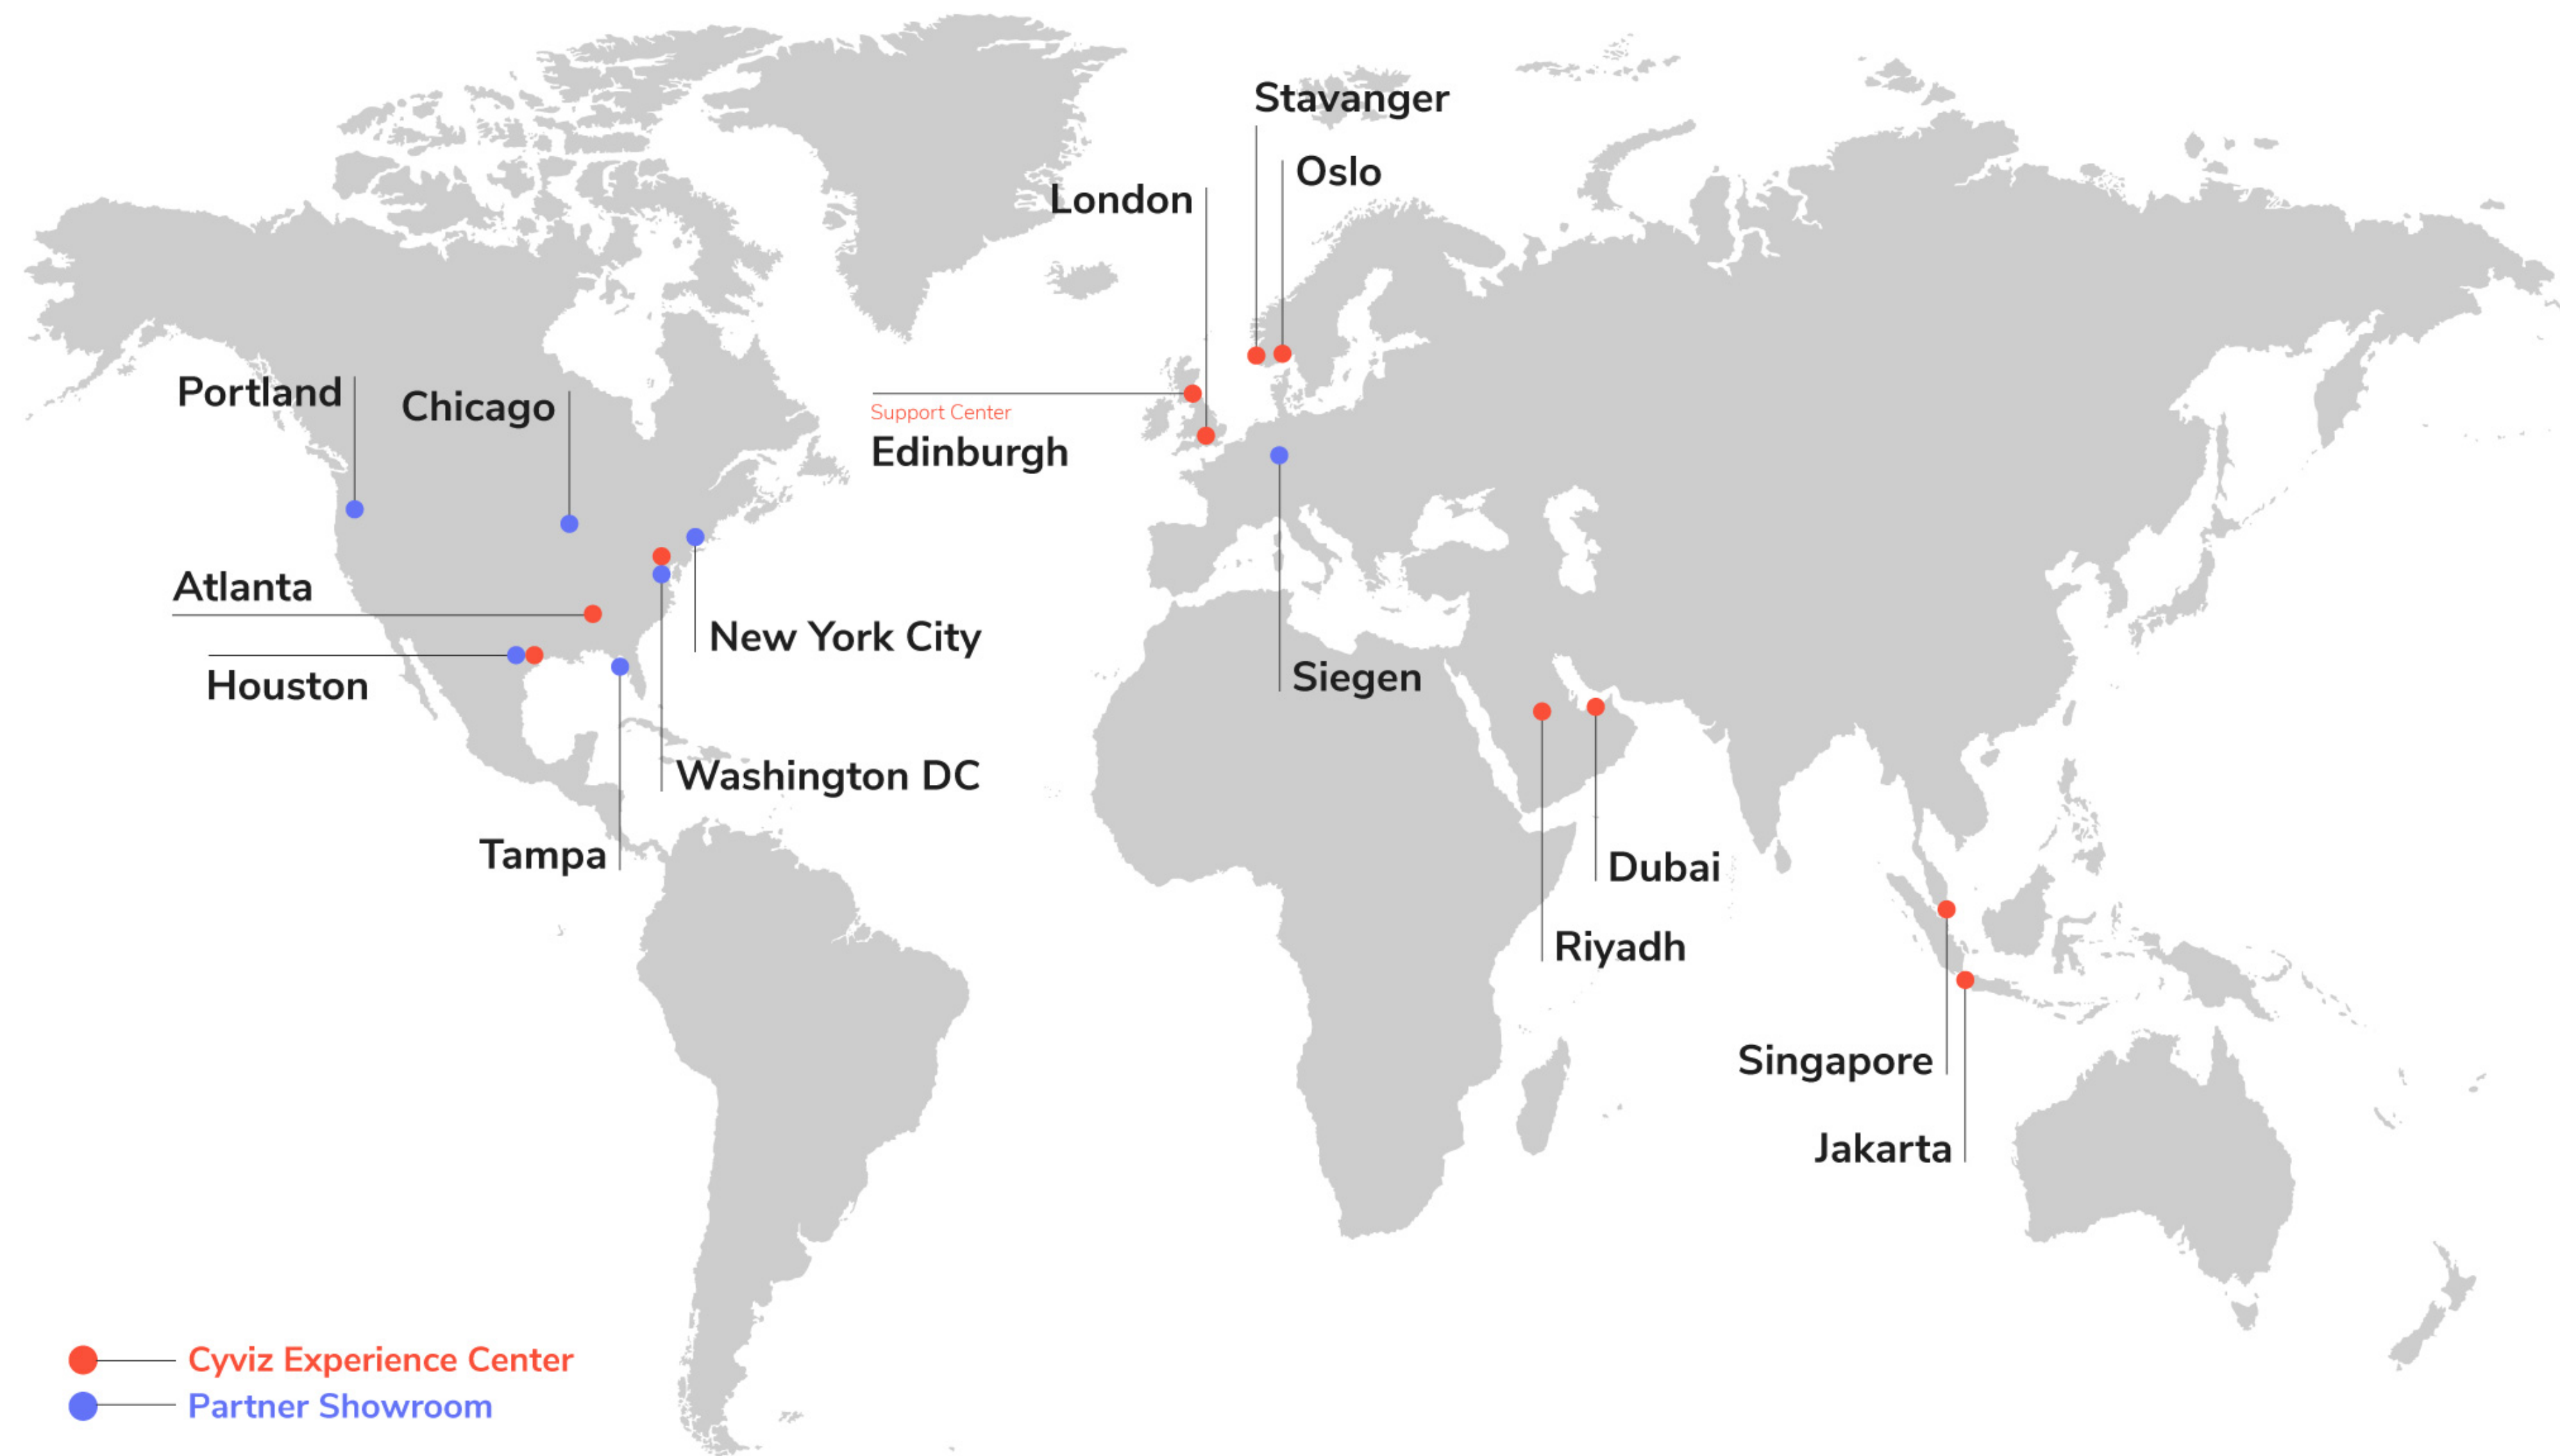 Stavanger
Oslo
London
Portland
Chicago
Support Center
Edinburgh
Atlanta
New York City
Houston
Siegen
Washington DC
Tampa
Dubai
Riyadh
Singapore
Jakarta
Cyviz Experience Center
Partner Showroom